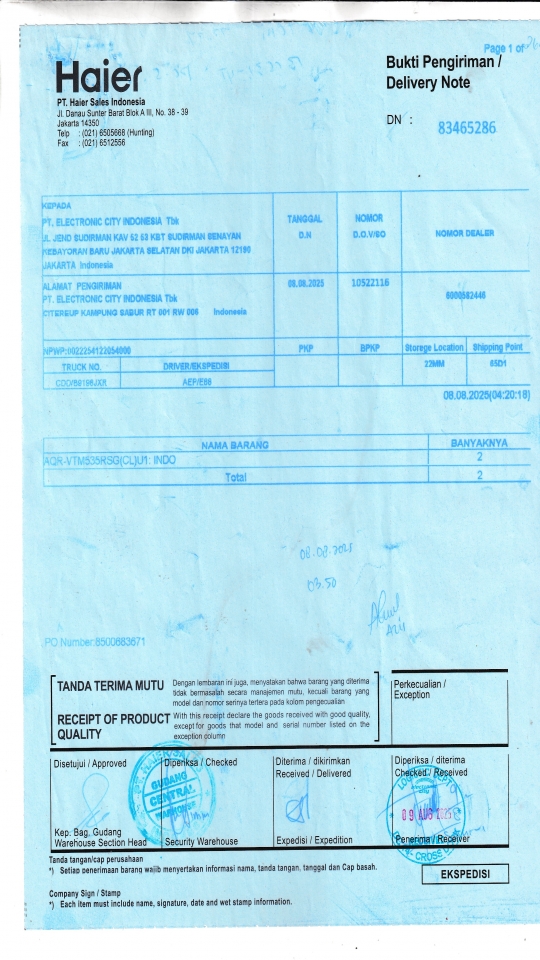 Page 1 of
Haier
Bukti Pengiriman /
Delivery Note
PT. Haier Sales Indonesia
Jl. Danau Sunter Barat Blok A III, No. 38 - 39
Jakarta 14350
Telp : (021) 6505668 (Hunting)
Fax : (021) 6512556
DN : 83465286
KEPADA
PT. ELECTRONIC CITY INDONESIA Tbk
JL JEND SUDIRMAN KAV 52 53 KBT SUDIRMAN SENAYAN
KEBAYORAN BARU JAKARTA SELATAN DKI JAKARTA 12190
JAKARTA Indonesia
TANGGAL
D.N
NOMOR
D.O.V/SO
NOMOR DEALER
ALAMAT PENGIRIMAN
PT. ELECTRONIC CITY INDONESIA Tbk
CITEREUP KAMPUNG SABUR RT 001 RW 006 Indonesia
08.08.2025
10522116
6000582446
NPWP:0022254122054000
PKP
BPKP
Storege Location
Shipping Point
TRUCK NO.
DRIVER/EKSPEDISI
22MM
65D1
AEP/E88
08.08.2025(04:20:18)
NAMA BARANG
BANYAKNYA
AQR-VTM535RSG(CL)U1: INDO
2
Total
2
08.08.2025
03.50
Azis
PO Number:8500883671
TANDA TERIMA MUTU
Dengan lembaran ini juga, menyatakan bahwa barang yang diterima
tidak bermasalah secara manajemen mutu, kecuali barang yang
model dan nomor serinya tertera pada kolom pengecualian
RECEIPT OF PRODUCT
QUALITY
With this receipt declare the goods received with good quality,
except for goods that model and serial number listed on the
exception column
Perkecualian /
Exception
Disetujui / Approved
Diperiksa / Checked
Diterima / dikirimkan
Received / Delivered
Diperiksa / diterima
Checked / Received
GUDANG
CENTRAL
WARHOUSE
09 AUG 2025
Kep. Bag. Gudang
Warehouse Section Head
Security Warehouse
Expedisi / Expedition
Penerima / Receiver
Tanda tangan/cap perusahaan
*) Setiap penerimaan barang wajib menyertakan informasi nama, tanda tangan, tanggal dan Cap basah.
EKSPEDISI
Company Sign / Stamp
*) Each item must include name, signature, date and wet stamp information.